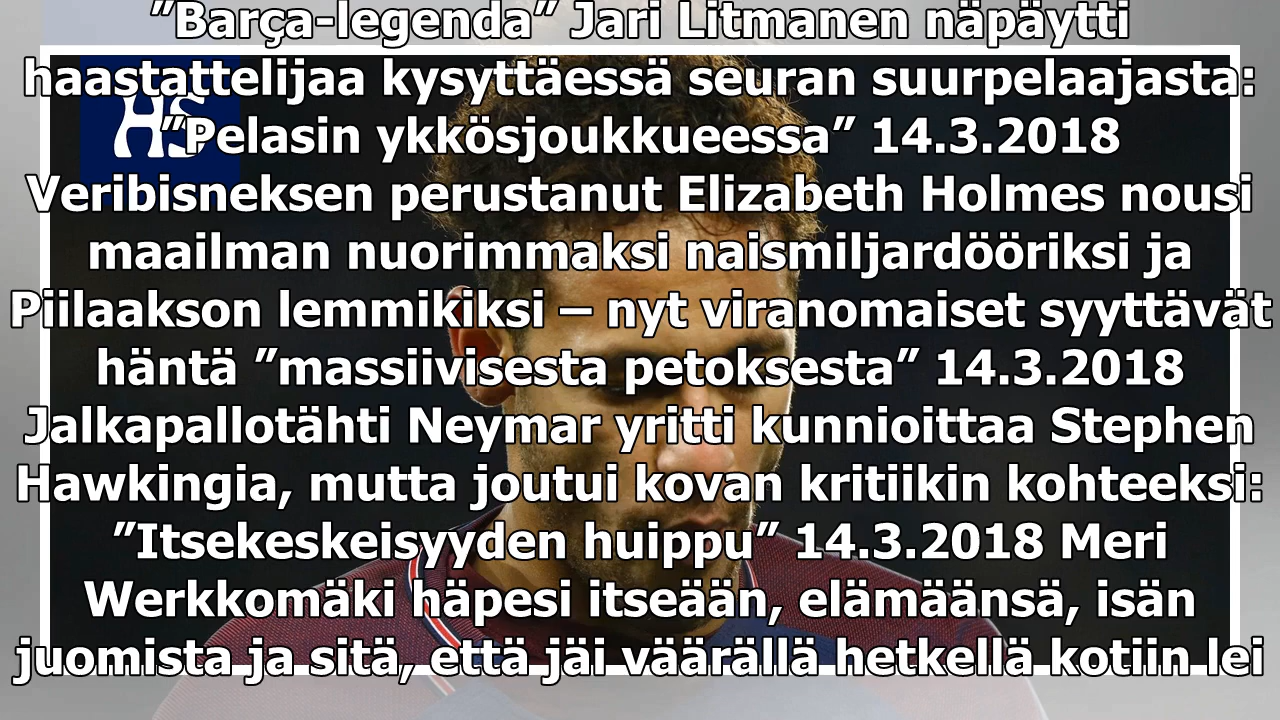 ”Barça-legenda” Jari Litmanen näpäytti
haastattelijaa kysyttäessä seuran suurpelaajasta:
HS
”Pelasin ykkösjoukkueessa” 14.3.2018
Veribisneksen perustanut Elizabeth Holmes nousi
maailman nuorimmaksi naismiljardööriksi ja
Piilaakson lemmikiksi – nyt viranomaiset syyttävät
häntä ”massiivisesta petoksesta” 14.3.2018
Jalkapallotähti Neymar yritti kunnioittaa Stephen
Hawkingia, mutta joutui kovan kritiikin kohteeksi:
”Itsekeskeisyyden huippu” 14.3.2018 Meri
Werkkomäki häpesi itseään, elämäänsä, isän
juomista ja sitä, että jäi väärällä hetkellä kotiin lei